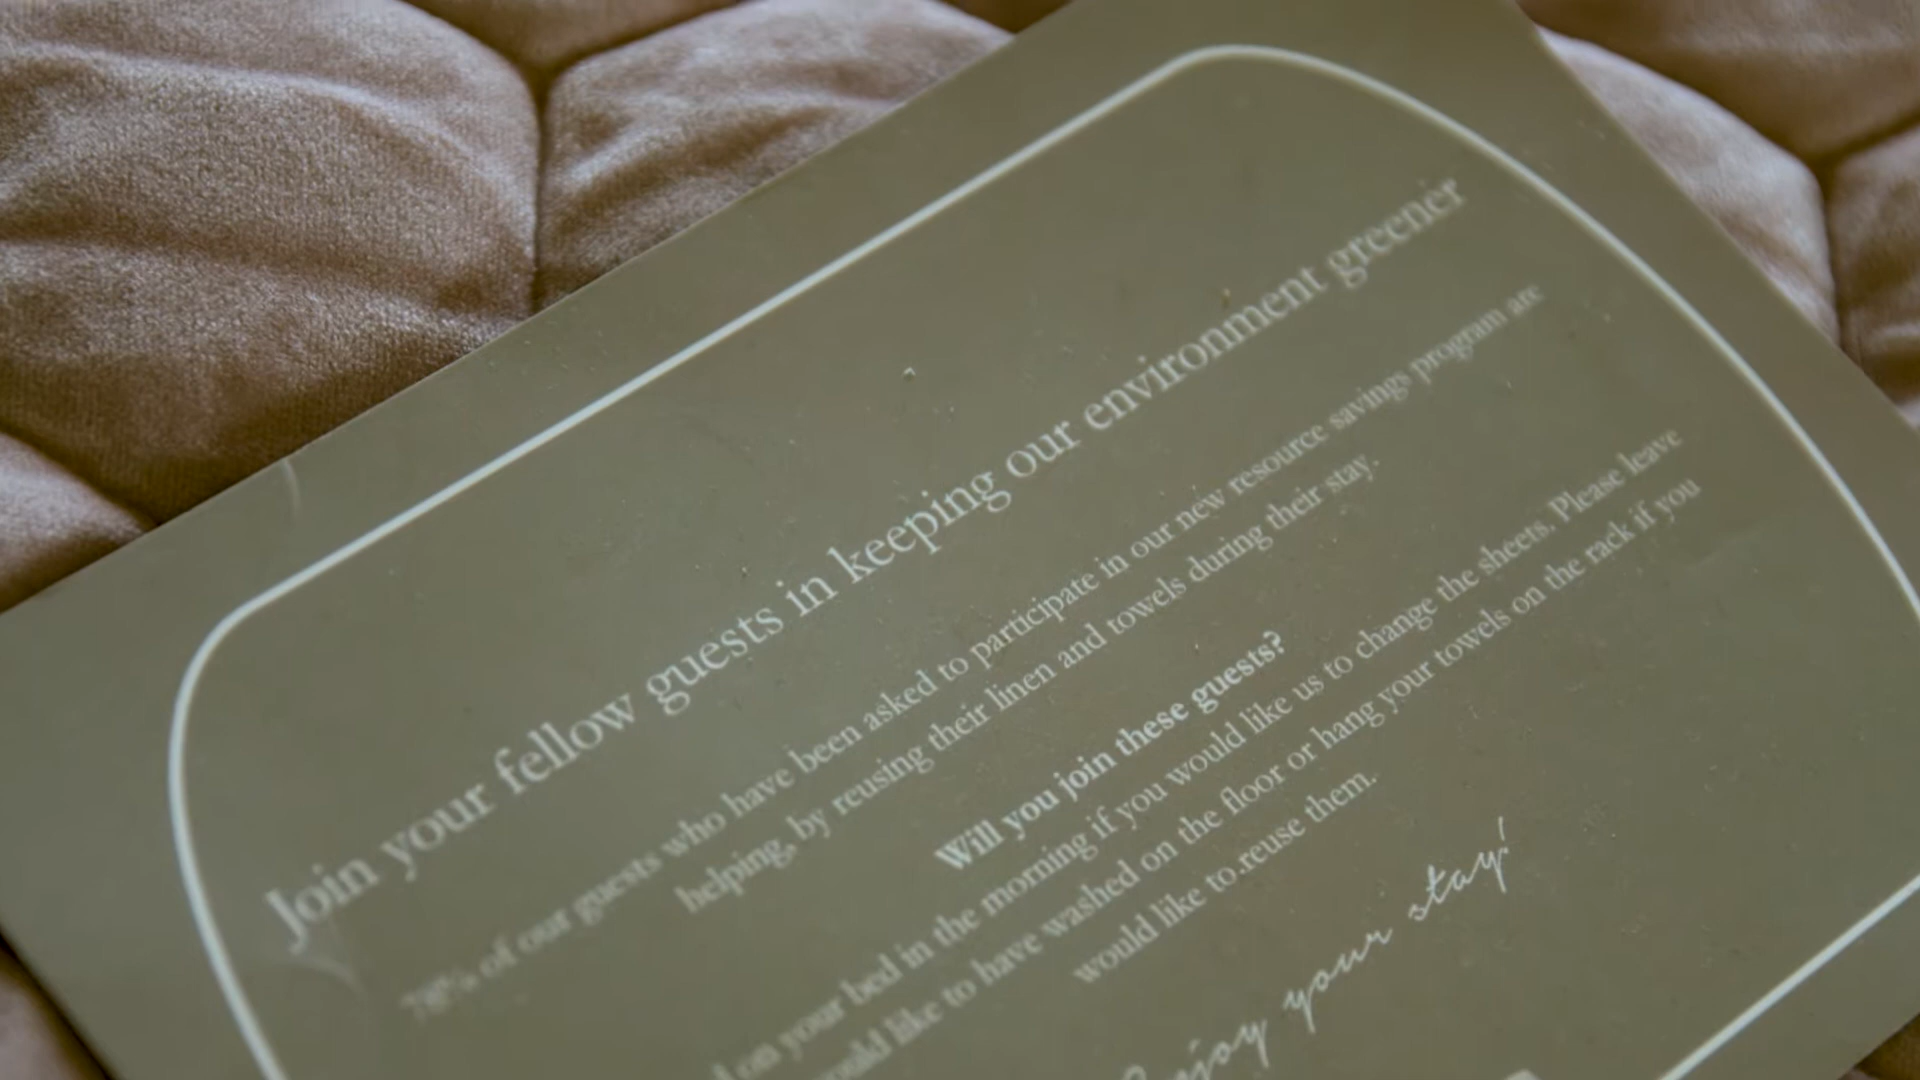 Join your fellow guests in keeping our environment greener
of our guests who have been asked to participate in our new resource savings program are
helping, by reusing their linen and towels during their stay.
Will you join these guests?
on your bed in the morning if you would like us to change the sheets. Please leave
would like to have washed on the floor or hang your towels on the rack if you
would like to reuse them.
Enjoy your stay!